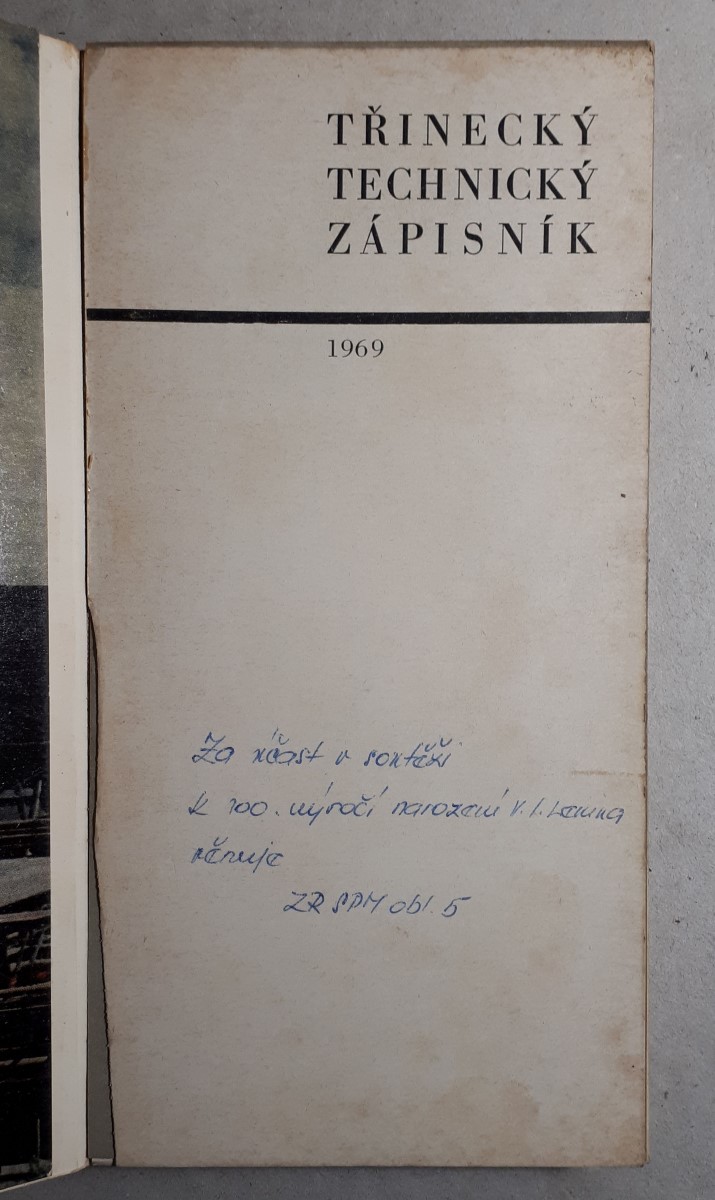 TŘINECKÝ
TECHNICKÝ
ZÁPISNÍK
1969
Za účast v soutěži
k 100. výročí narození V. I. Lenina
věnuje
ZR SPM obl. 5